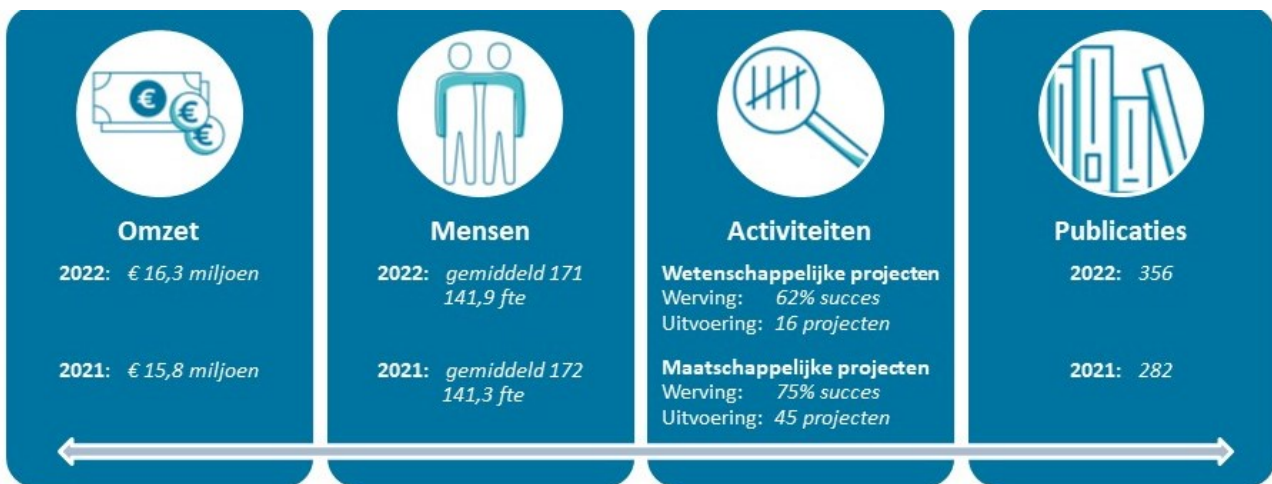 Omzet
2022: € 16,3 miljoen
2021: € 15,8 miljoen
Mensen
2022: gemiddeld 171
141,9 fte
2021: gemiddeld 172
141,3 fte
Activiteiten
Wetenschappelijke projecten
Werving: 62% succes
Uitvoering: 16 projecten
Maatschappelijke projecten
Werving: 75% succes
Uitvoering: 45 projecten
Publicaties
2022: 356
2021: 282